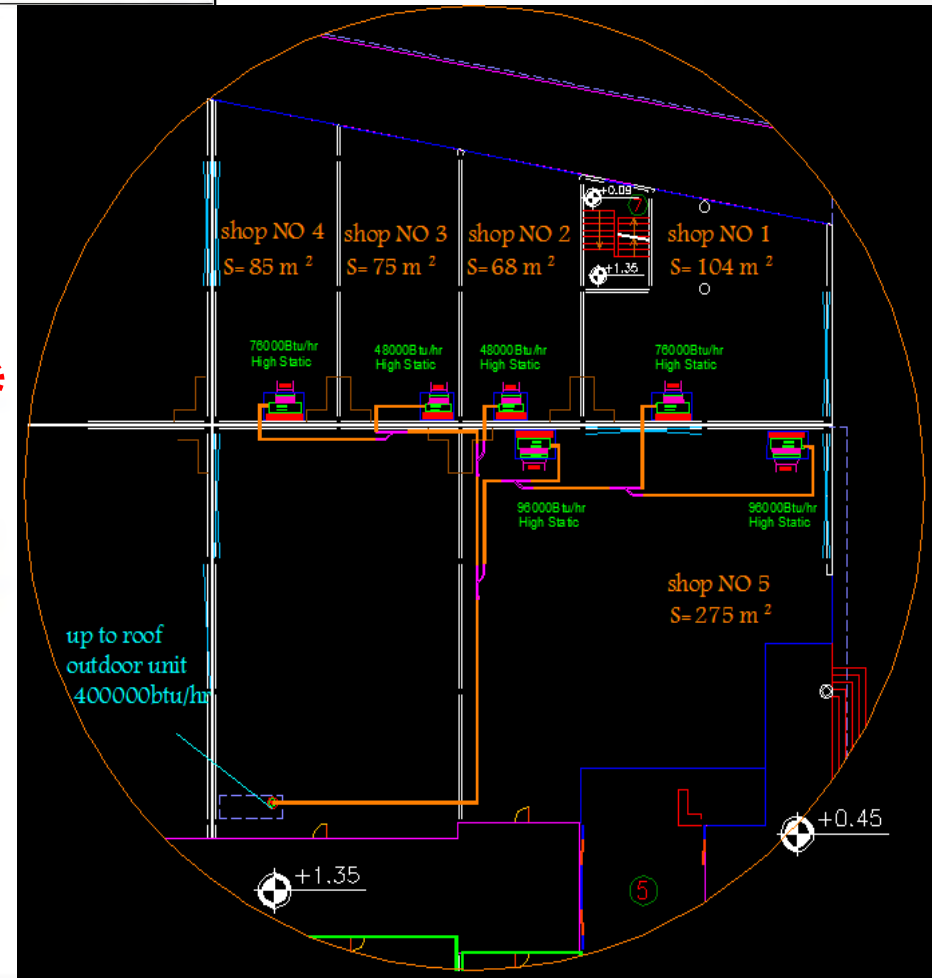 +0.09
7
shop NO 4
S= 85 m 2
shop NO 3
S= 75 m 2
shop NO 2
S= 68 m 2
shop NO 1
S= 104 m 2
+1.35
76000Btu/hr
High Static
48000Btu/hr
High Static
48000Btu/hr
High Static
76000Btu/hr
High Static
96000Btu/hr
High Static
96000Btu/hr
High Static
shop NO 5
S= 275 m 2
up to roof
outdoor unit
400000btu/hr
+0.45
+1.35
5